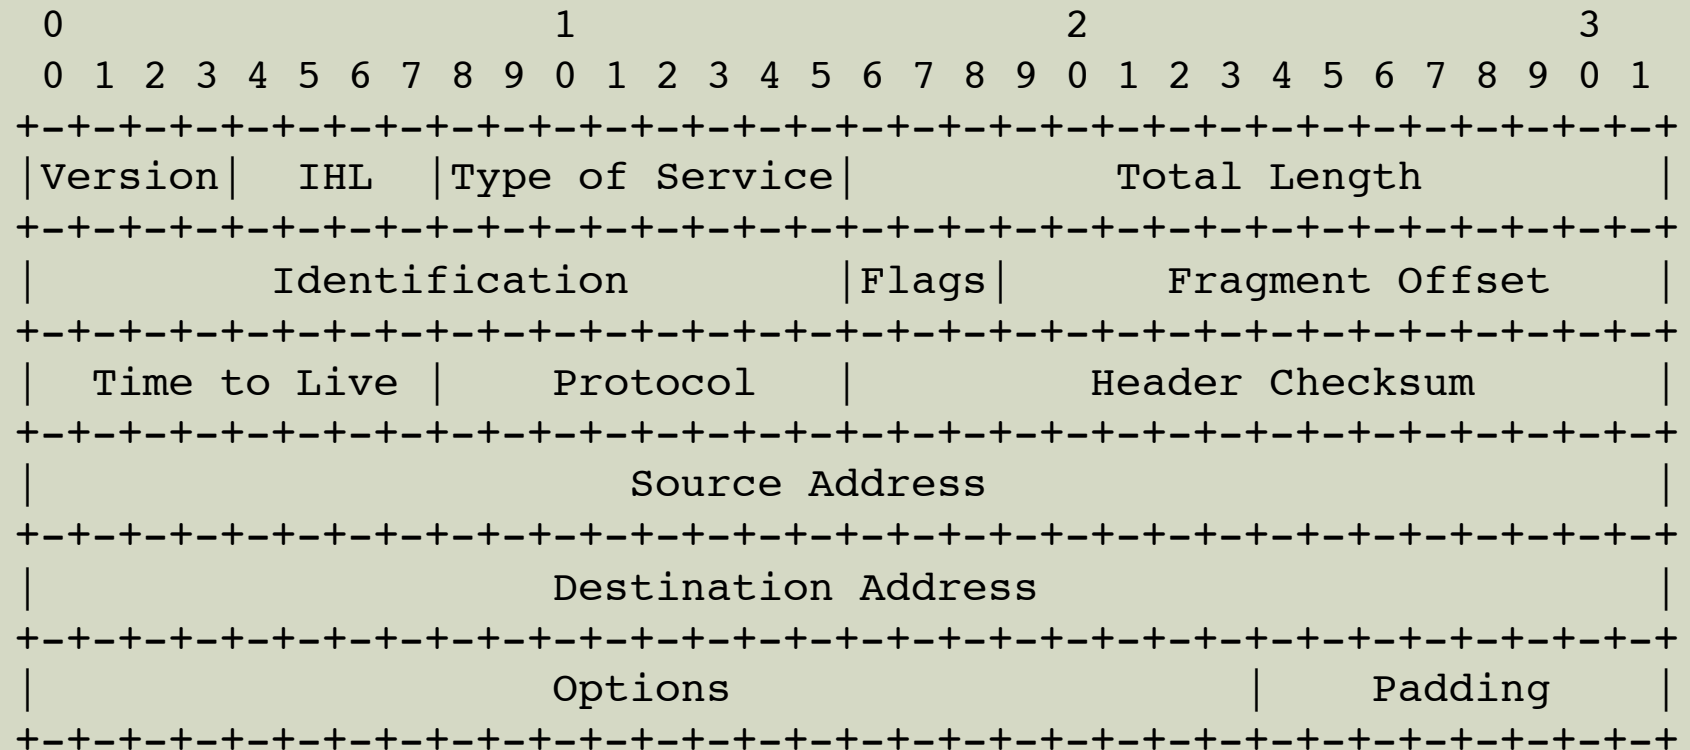 0                   1                   2                   3
 0 1 2 3 4 5 6 7 8 9 0 1 2 3 4 5 6 7 8 9 0 1 2 3 4 5 6 7 8 9 0 1
+-+-+-+-+-+-+-+-+-+-+-+-+-+-+-+-+-+-+-+-+-+-+-+-+-+-+-+-+-+-+-+-+
|Version|  IHL  |Type of Service|          Total Length         |
+-+-+-+-+-+-+-+-+-+-+-+-+-+-+-+-+-+-+-+-+-+-+-+-+-+-+-+-+-+-+-+-+
|         Identification        |Flags|      Fragment Offset    |
+-+-+-+-+-+-+-+-+-+-+-+-+-+-+-+-+-+-+-+-+-+-+-+-+-+-+-+-+-+-+-+-+
|  Time to Live |    Protocol   |         Header Checksum       |
+-+-+-+-+-+-+-+-+-+-+-+-+-+-+-+-+-+-+-+-+-+-+-+-+-+-+-+-+-+-+-+-+
|                       Source Address                          |
+-+-+-+-+-+-+-+-+-+-+-+-+-+-+-+-+-+-+-+-+-+-+-+-+-+-+-+-+-+-+-+-+
|                    Destination Address                        |
+-+-+-+-+-+-+-+-+-+-+-+-+-+-+-+-+-+-+-+-+-+-+-+-+-+-+-+-+-+-+-+-+
|                    Options                    |    Padding    |
+-+-+-+-+-+-+-+-+-+-+-+-+-+-+-+-+-+-+-+-+-+-+-+-+-+-+-+-+-+-+-+-+